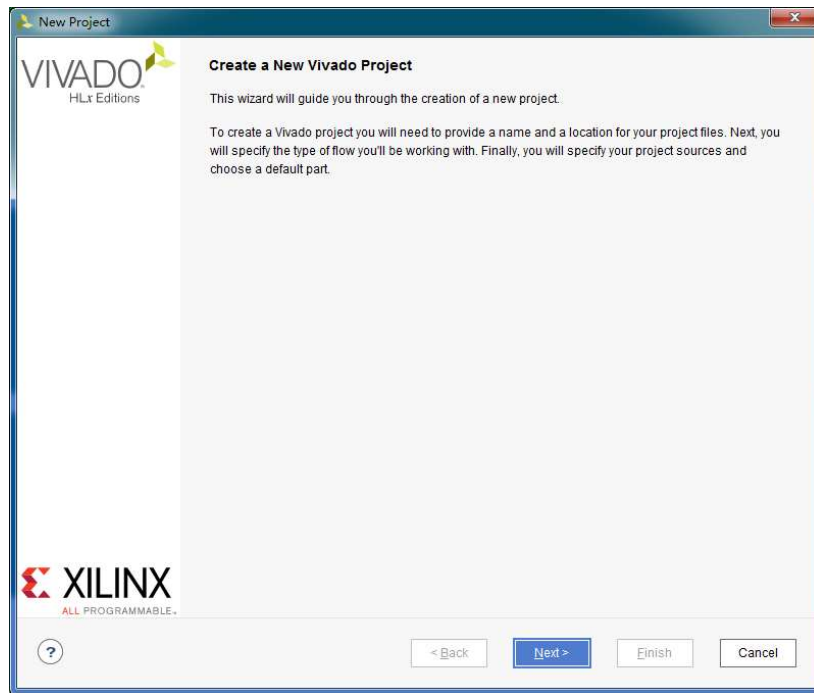 New Project
VIVADO
HLx Editions
Create a New Vivado Project
This wizard will guide you through the creation of a new project.
To create a Vivado project you will need to provide a name and a location for your project files. Next, you
will specify the type of flow you'll be working with. Finally, you will specify your project sources and
choose a default part.
XILINX
ALL PROGRAMMABLE.
?
< Back
Next >
Finish
Cancel